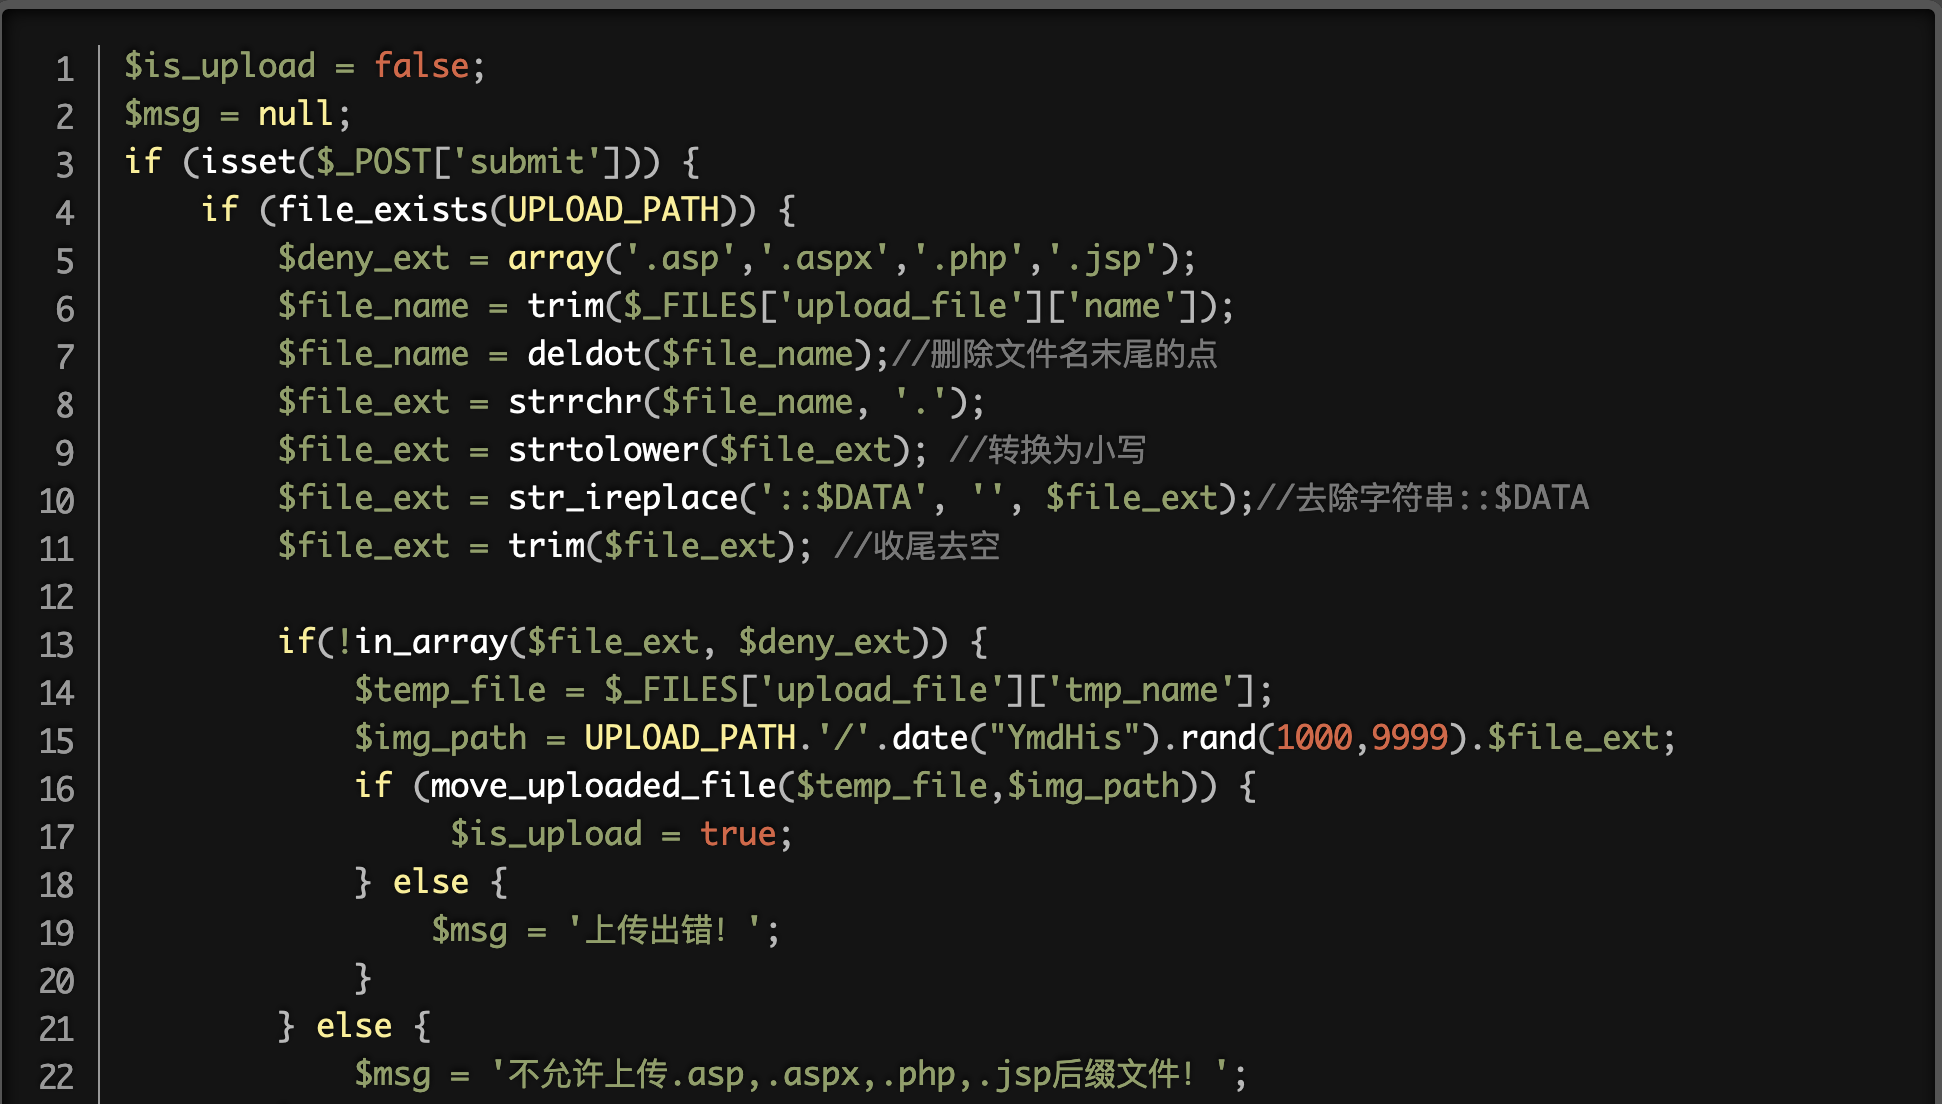 1 $is_upload = false;
2 $msg = null;
3 if (isset($_POST['submit'])) {
4     if (file_exists(UPLOAD_PATH)) {
5         $deny_ext = array('.asp','.aspx','.php','.jsp');
6         $file_name = trim($_FILES['upload_file']['name']);
7         $file_name = deldot($file_name);//删除文件名末尾的点
8         $file_ext = strrchr($file_name, '.');
9         $file_ext = strtolower($file_ext); //转换为小写
10         $file_ext = str_ireplace('::$DATA', '', $file_ext);//去除字符串::$DATA
11         $file_ext = trim($file_ext); //收尾去空
12
13         if(!in_array($file_ext, $deny_ext)) {
14             $temp_file = $_FILES['upload_file']['tmp_name'];
15             $img_path = UPLOAD_PATH.'/'.date("YmdHis").rand(1000,9999).$file_ext;
16             if (move_uploaded_file($temp_file,$img_path)) {
17                  $is_upload = true;
18             } else {
19                 $msg = '上传出错！';
20             }
21         } else {
22             $msg = '不允许上传.asp,.aspx,.php,.jsp后缀文件！';